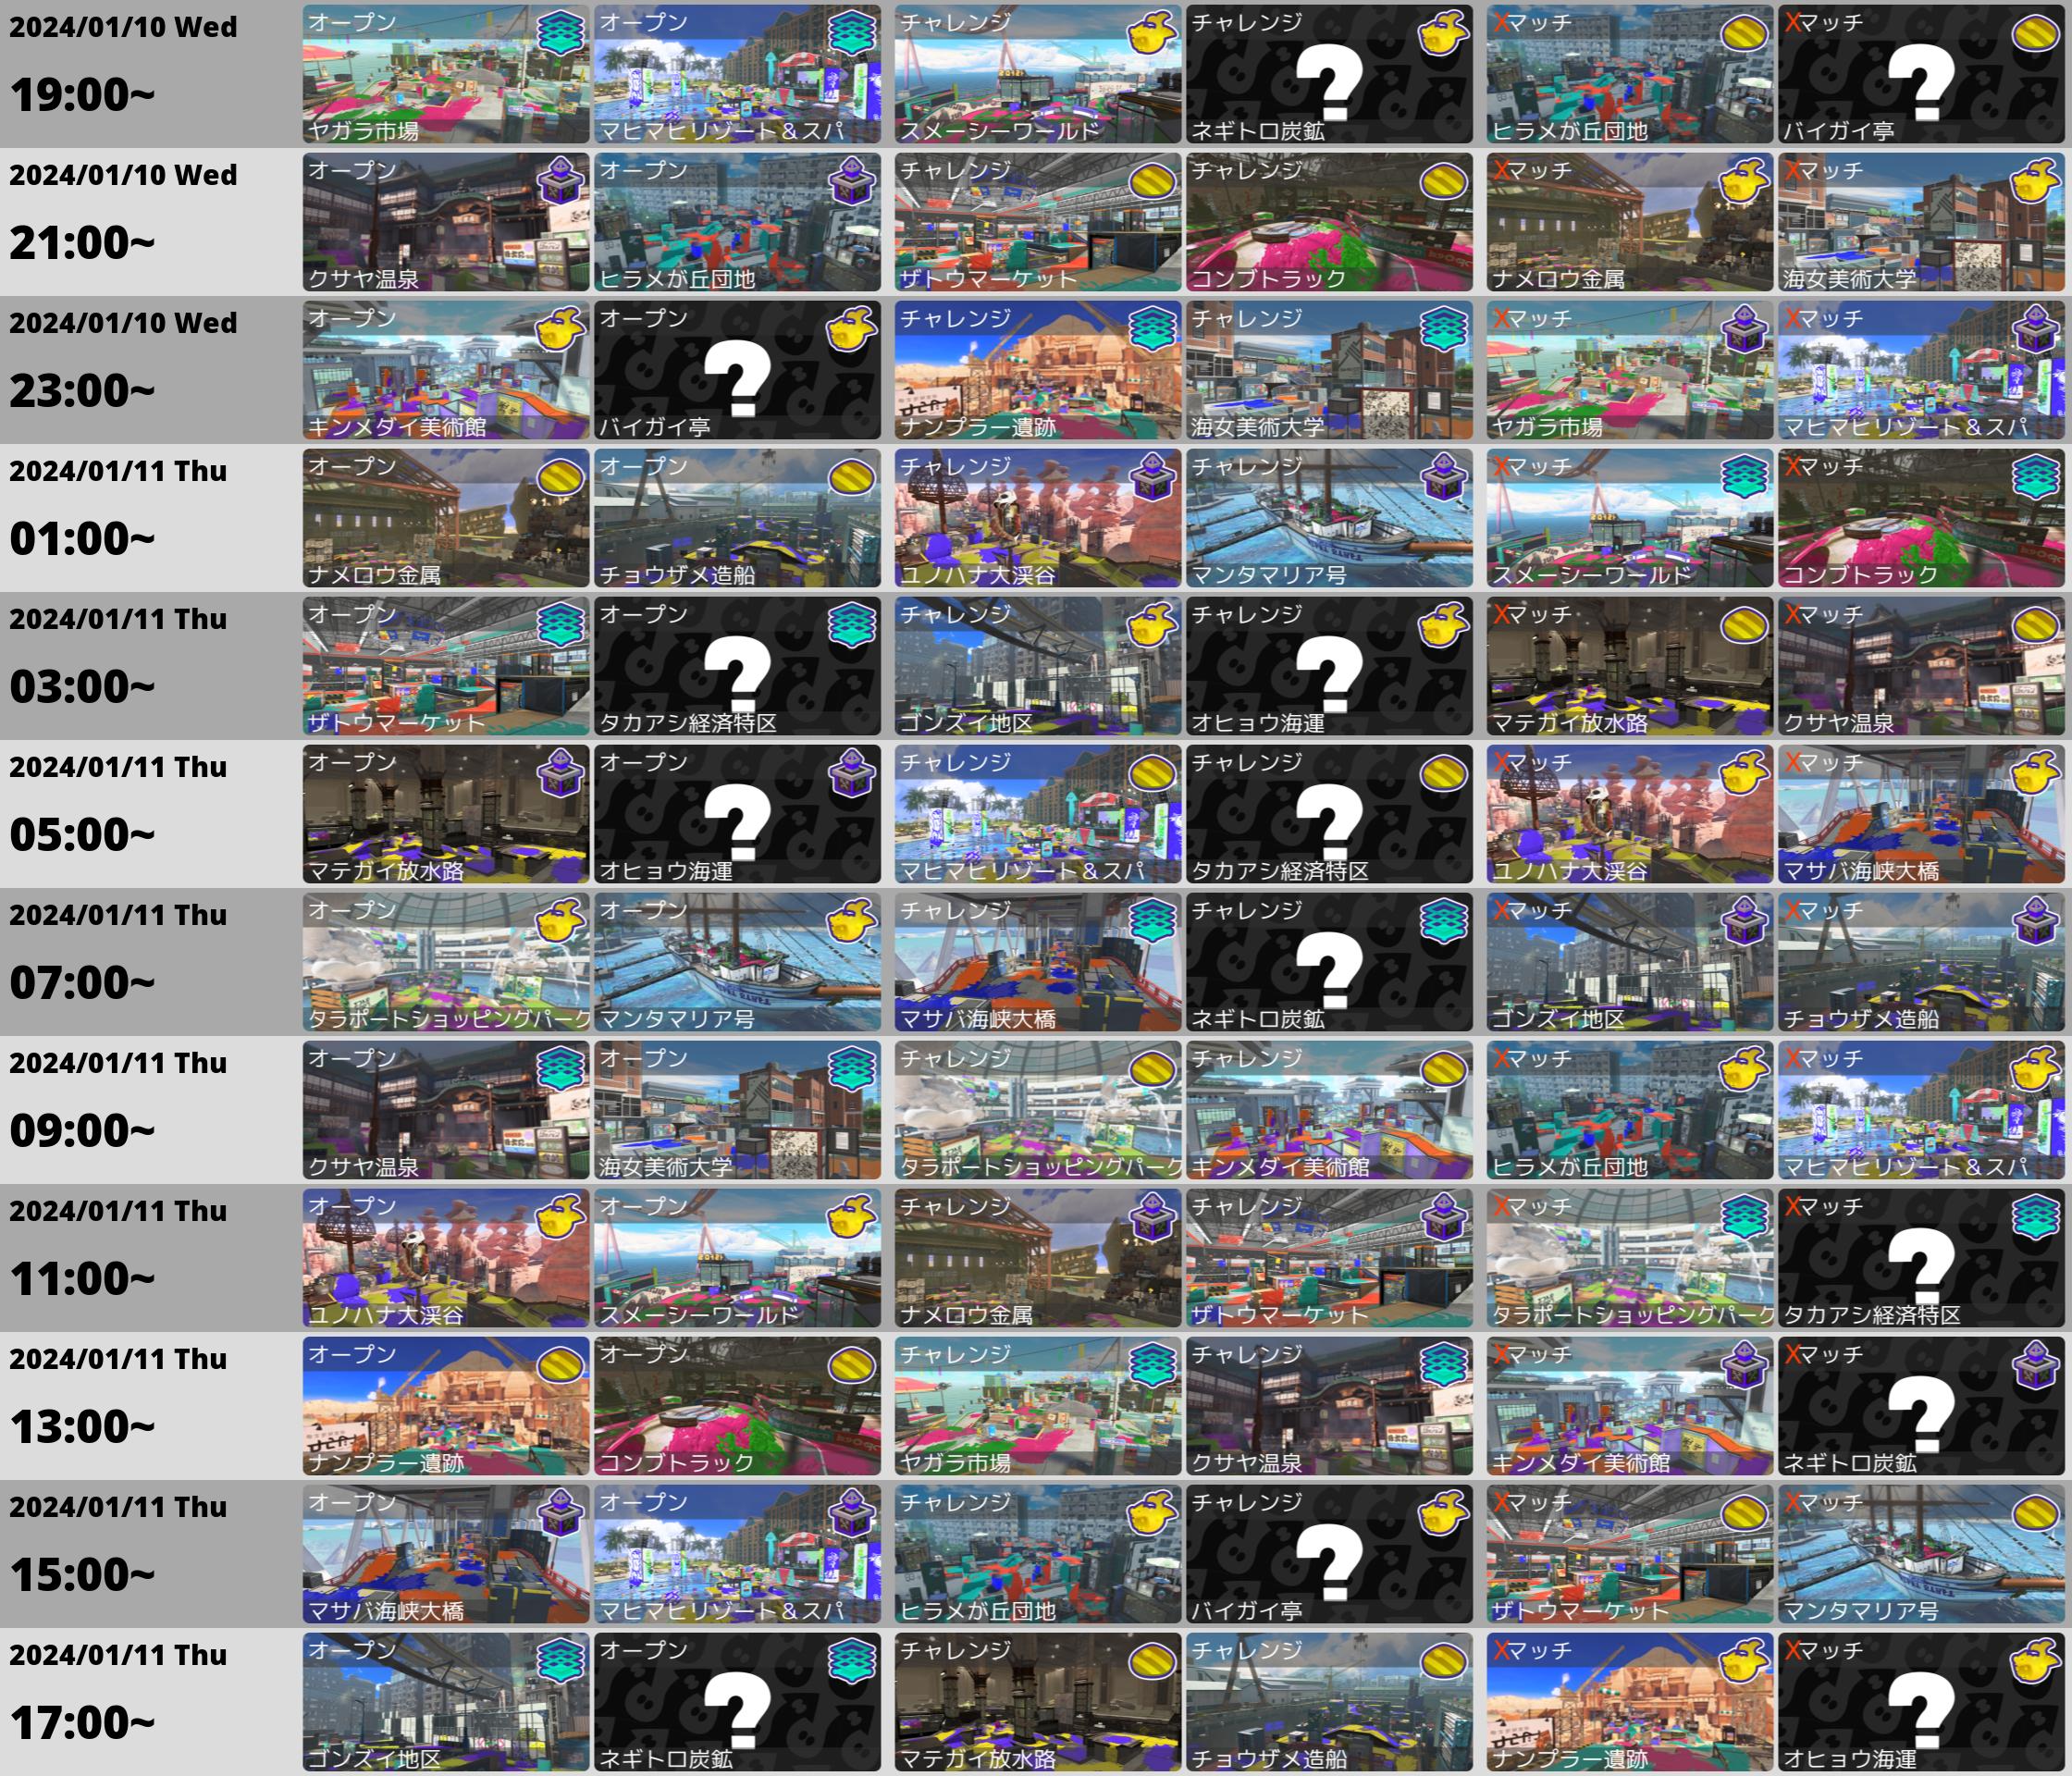 2024/01/10 Wed
19:00~
オープン
ヤガラ市場
オープン
マヒマヒリゾート＆スパ
チャレンジ
スメーシーワールド
チャレンジ
ネギトロ炭鉱
Xマッチ
ヒラメが丘団地
Xマッチ
バイガイ亭
2024/01/10 Wed
21:00~
オープン
クサヤ温泉
オープン
ヒラメが丘団地
チャレンジ
ザトウマーケット
チャレンジ
コンブトラック
Xマッチ
ナメロウ金属
Xマッチ
海女美術大学
2024/01/10 Wed
23:00~
オープン
キンメダイ美術館
オープン
バイガイ亭
チャレンジ
ナンプラー遺跡
チャレンジ
海女美術大学
Xマッチ
ヤガラ市場
Xマッチ
マヒマヒリゾート＆スパ
2024/01/11 Thu
01:00~
オープン
ナメロウ金属
オープン
チョウザメ造船
チャレンジ
ユノハナ大渓谷
チャレンジ
マンタマリア号
Xマッチ
スメーシーワールド
Xマッチ
コンブトラック
2024/01/11 Thu
03:00~
オープン
ザトウマーケット
オープン
タカアシ経済特区
チャレンジ
ゴンズイ地区
チャレンジ
オヒョウ海運
Xマッチ
マテガイ放水路
Xマッチ
クサヤ温泉
2024/01/11 Thu
05:00~
オープン
マテガイ放水路
オープン
オヒョウ海運
チャレンジ
マヒマヒリゾート＆スパ
チャレンジ
タカアシ経済特区
Xマッチ
ユノハナ大渓谷
Xマッチ
マサバ海峡大橋
2024/01/11 Thu
07:00~
オープン
タラポートショッピングパーク
オープン
マンタマリア号
チャレンジ
マサバ海峡大橋
チャレンジ
ネギトロ炭鉱
Xマッチ
ゴンズイ地区
Xマッチ
チョウザメ造船
2024/01/11 Thu
09:00~
オープン
クサヤ温泉
オープン
海女美術大学
チャレンジ
タラポートショッピングパーク
チャレンジ
キンメダイ美術館
Xマッチ
ヒラメが丘団地
Xマッチ
マヒマヒリゾート＆スパ
2024/01/11 Thu
11:00~
オープン
ユノハナ大渓谷
オープン
スメーシーワールド
チャレンジ
ナメロウ金属
チャレンジ
ザトウマーケット
Xマッチ
タラポートショッピングパーク
Xマッチ
タカアシ経済特区
2024/01/11 Thu
13:00~
オープン
ナンプラー遺跡
オープン
コンブトラック
チャレンジ
ヤガラ市場
チャレンジ
クサヤ温泉
Xマッチ
キンメダイ美術館
Xマッチ
ネギトロ炭鉱
2024/01/11 Thu
15:00~
オープン
マサバ海峡大橋
オープン
マヒマヒリゾート＆スパ
チャレンジ
ヒラメが丘団地
チャレンジ
バイガイ亭
Xマッチ
ザトウマーケット
Xマッチ
マンタマリア号
2024/01/11 Thu
17:00~
オープン
ゴンズイ地区
オープン
ネギトロ炭鉱
チャレンジ
マテガイ放水路
チャレンジ
チョウザメ造船
Xマッチ
ナンプラー遺跡
Xマッチ
オヒョウ海運